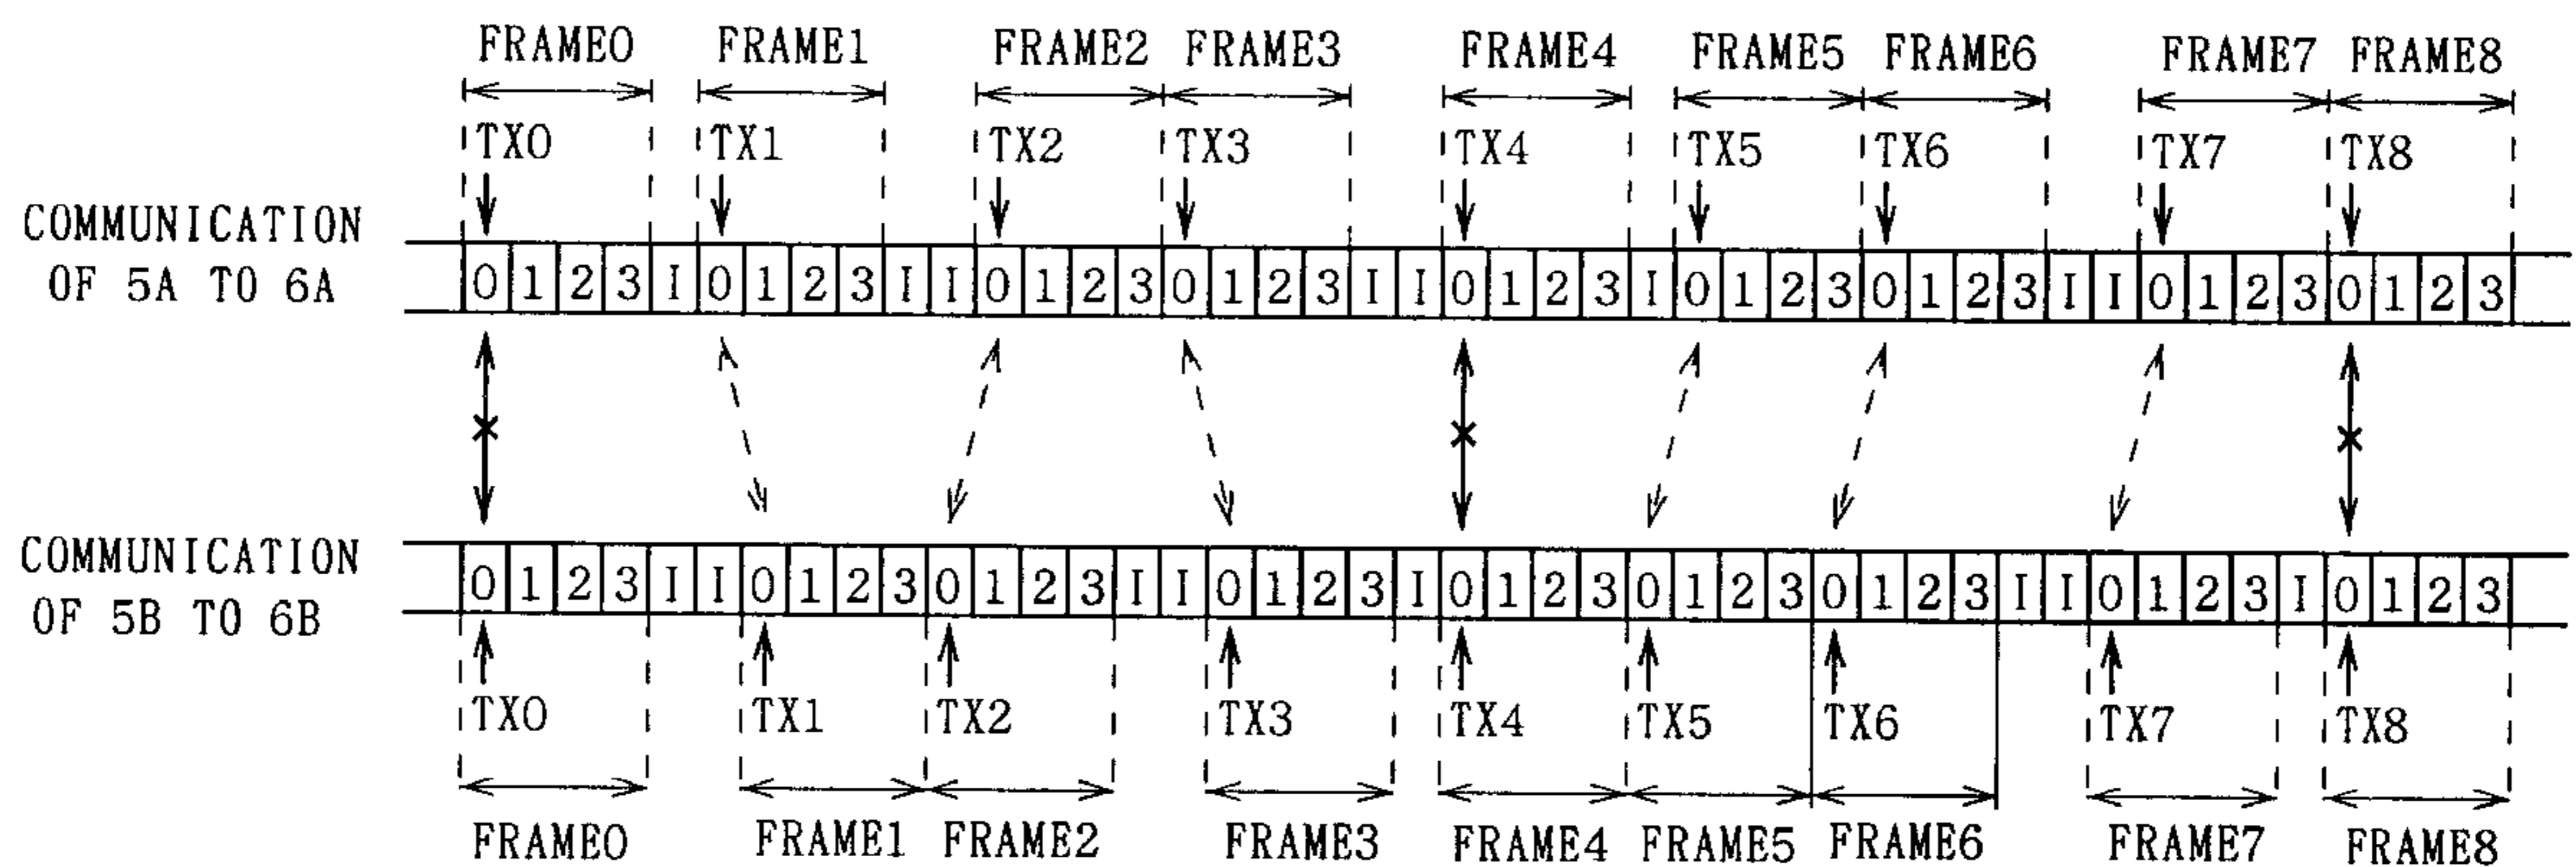 FRAME0 FRAME1 FRAME2 FRAME3 FRAME4 FRAME5 FRAME6 FRAME7 FRAME8
TX0 TX1 TX2 TX3 TX4 TX5 TX6 TX7 TX8
COMMUNICATION
OF 5A TO 6A
0 1 2 3 I 0 1 2 3 I I 0 1 2 3 0 1 2 3 I I 0 1 2 3 I 0 1 2 3 0 1 2 3 I I 0 1 2 3 0 1 2 3
COMMUNICATION
OF 5B TO 6B
0 1 2 3 I I 0 1 2 3 0 1 2 3 I I 0 1 2 3 I 0 1 2 3 0 1 2 3 0 1 2 3 I I 0 1 2 3 I 0 1 2 3
TX0 TX1 TX2 TX3 TX4 TX5 TX6 TX7 TX8
FRAME0 FRAME1 FRAME2 FRAME3 FRAME4 FRAME5 FRAME6 FRAME7 FRAME8